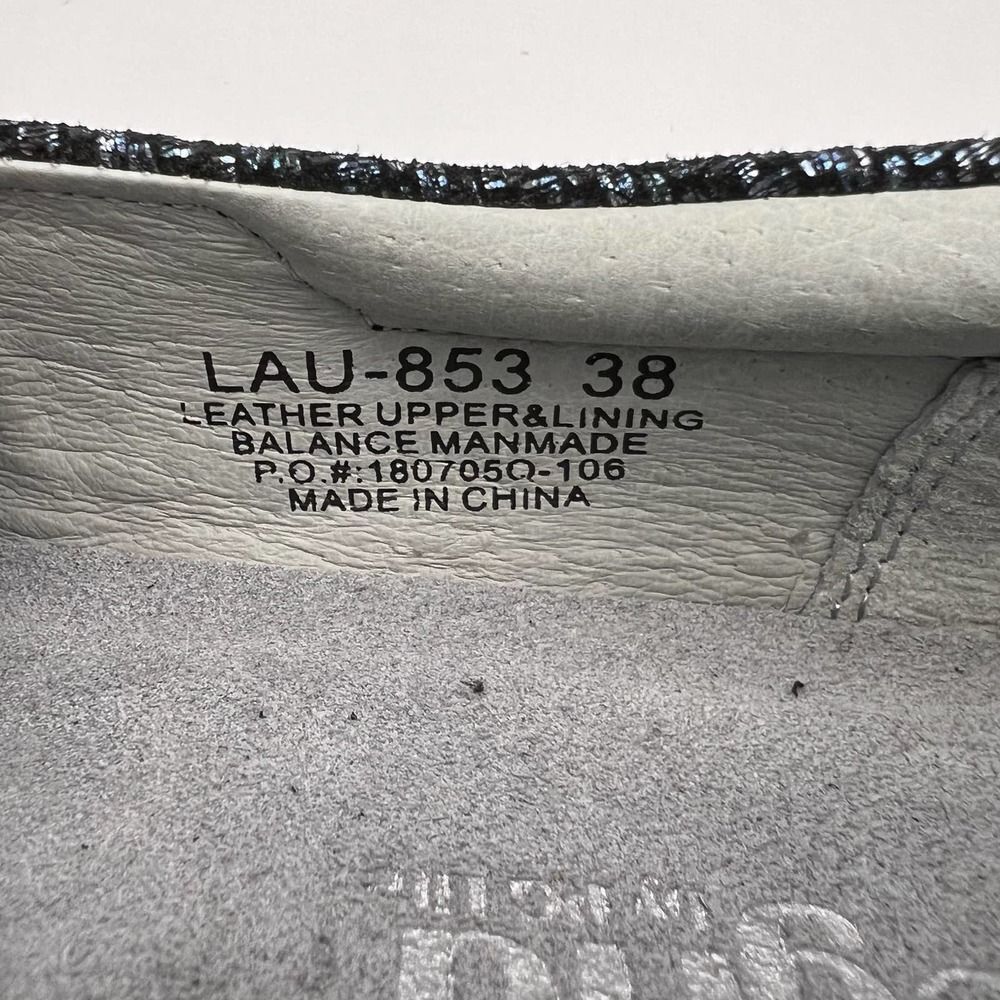 LAU-853 38
LEATHER UPPER&LINING
BALANCE MANMADE
P.O.#:180705Q-106
MADE IN CHINA